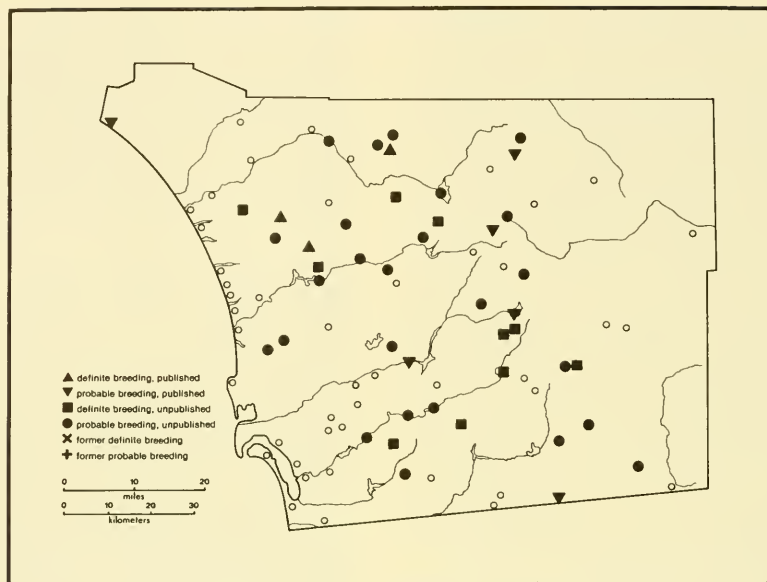 definite breeding, published
probable breeding, published
definite breeding, unpublished
probable breeding, unpublished
former definite breeding
former probable breeding
0 10 20
miles
0 10 20 30
kilometers